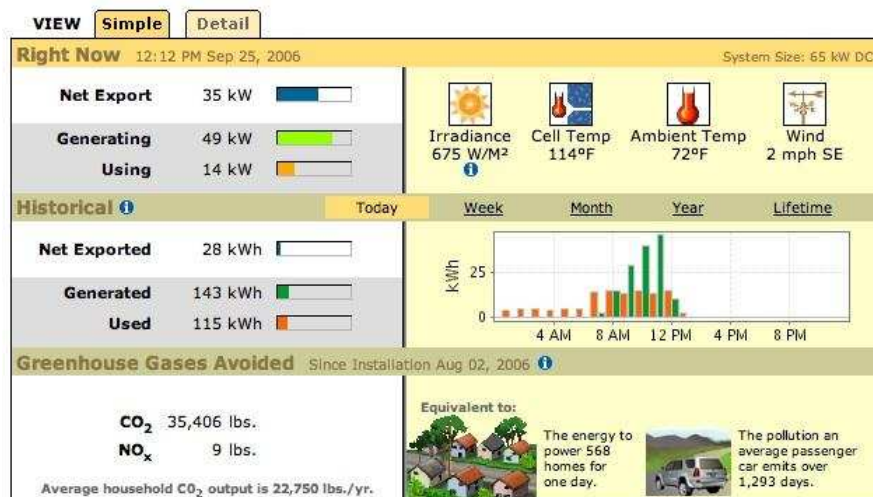 VIEW Simple Detail
Right Now 12:12 PM Sep 25, 2006 System Size: 65 kW DC
Net Export 35 kW
Generating 49 kW
Using 14 kW
Irradiance Cell Temp Ambient Temp Wind
675 W/M² 114°F 72°F 2 mph SE
i
Historical i Today Week Month Year Lifetime
Net Exported 28 kWh
Generated 143 kWh
Used 115 kWh
kWh
25
0
4 AM 8 AM 12 PM 4 PM 8 PM
Greenhouse Gases Avoided Since Installation Aug 02, 2006 i
CO₂ 35,406 lbs.
NOₓ 9 lbs.
Average household CO₂ output is 22,750 lbs./yr.
Equivalent to:
The energy to
power 568
homes for
one day.
The pollution an
average passenger
car emits over
1,293 days.